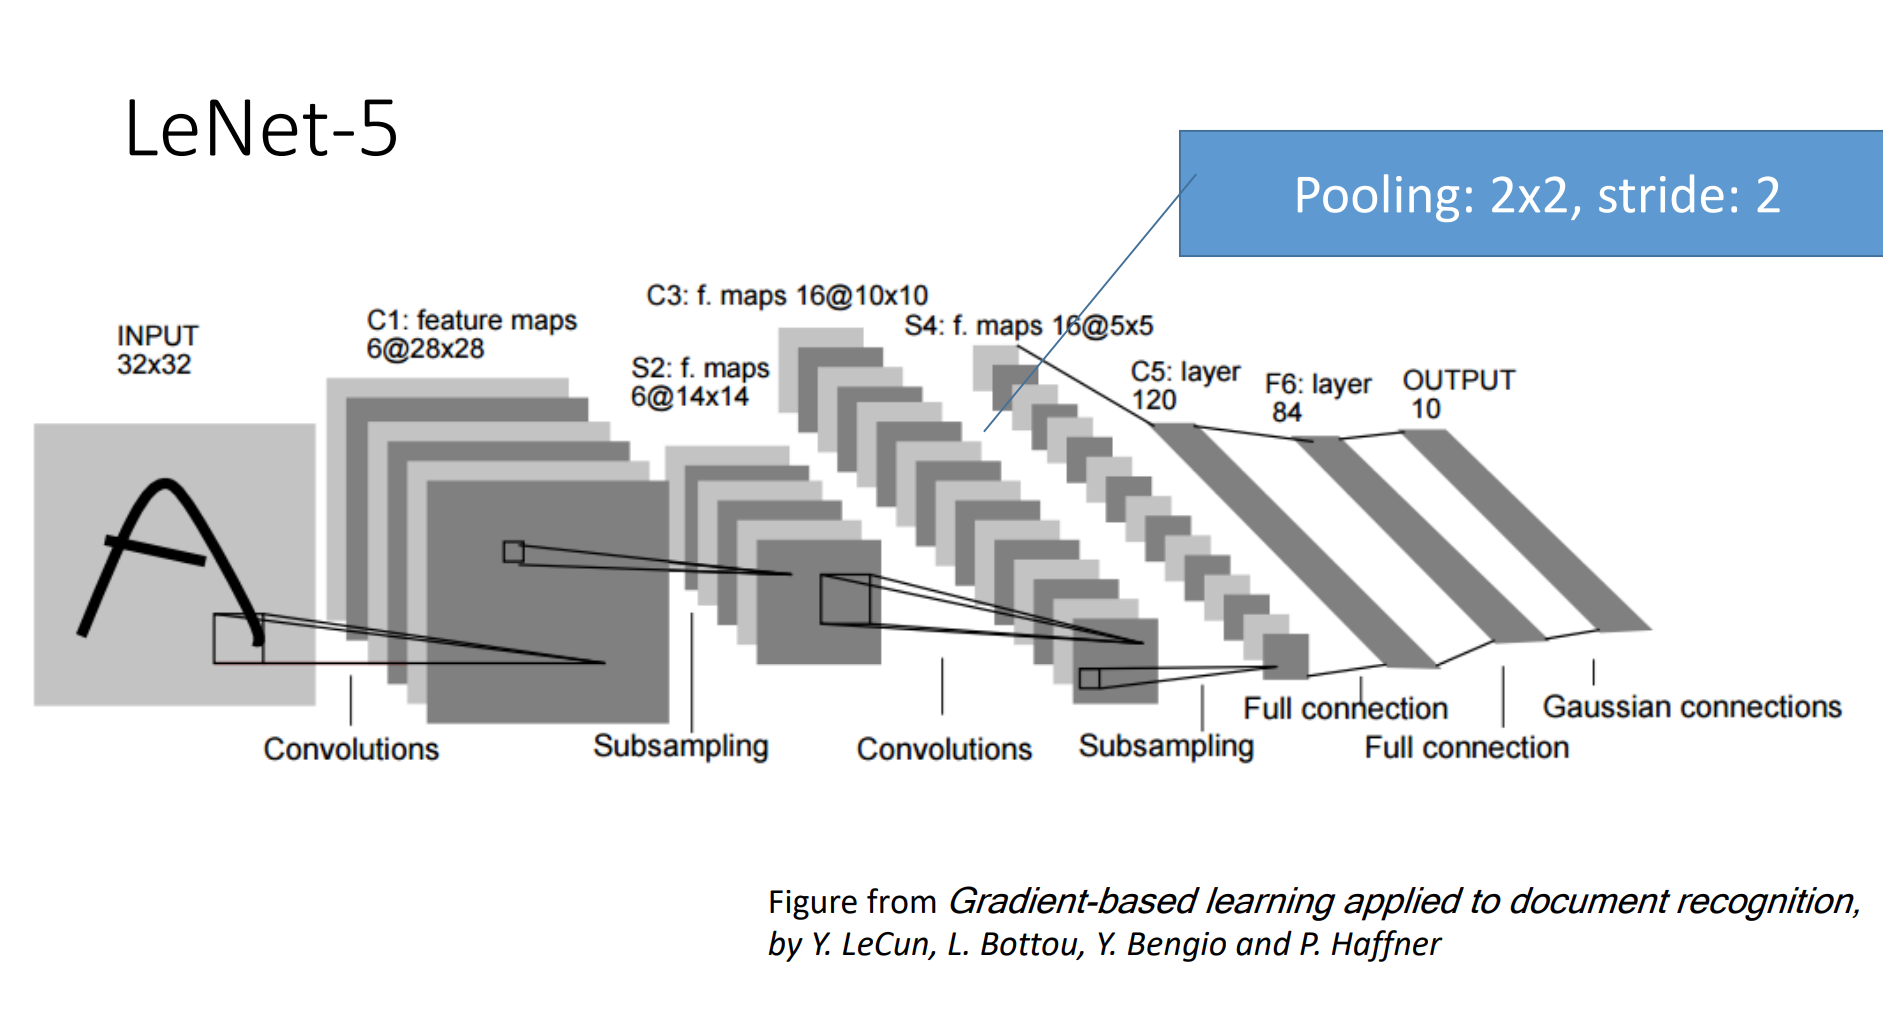 LeNet-5
Pooling: 2x2, stride: 2
INPUT
32x32
C1: feature maps
6@28x28
S2: f. maps
6@14x14
C3: f. maps 16@10x10
S4: f. maps 16@5x5
C5: layer
120
F6: layer
84
OUTPUT
10
Convolutions
Subsampling
Convolutions
Subsampling
Full connection
Full connection
Gaussian connections
Figure from Gradient-based learning applied to document recognition,
by Y. LeCun, L. Bottou, Y. Bengio and P. Haffner